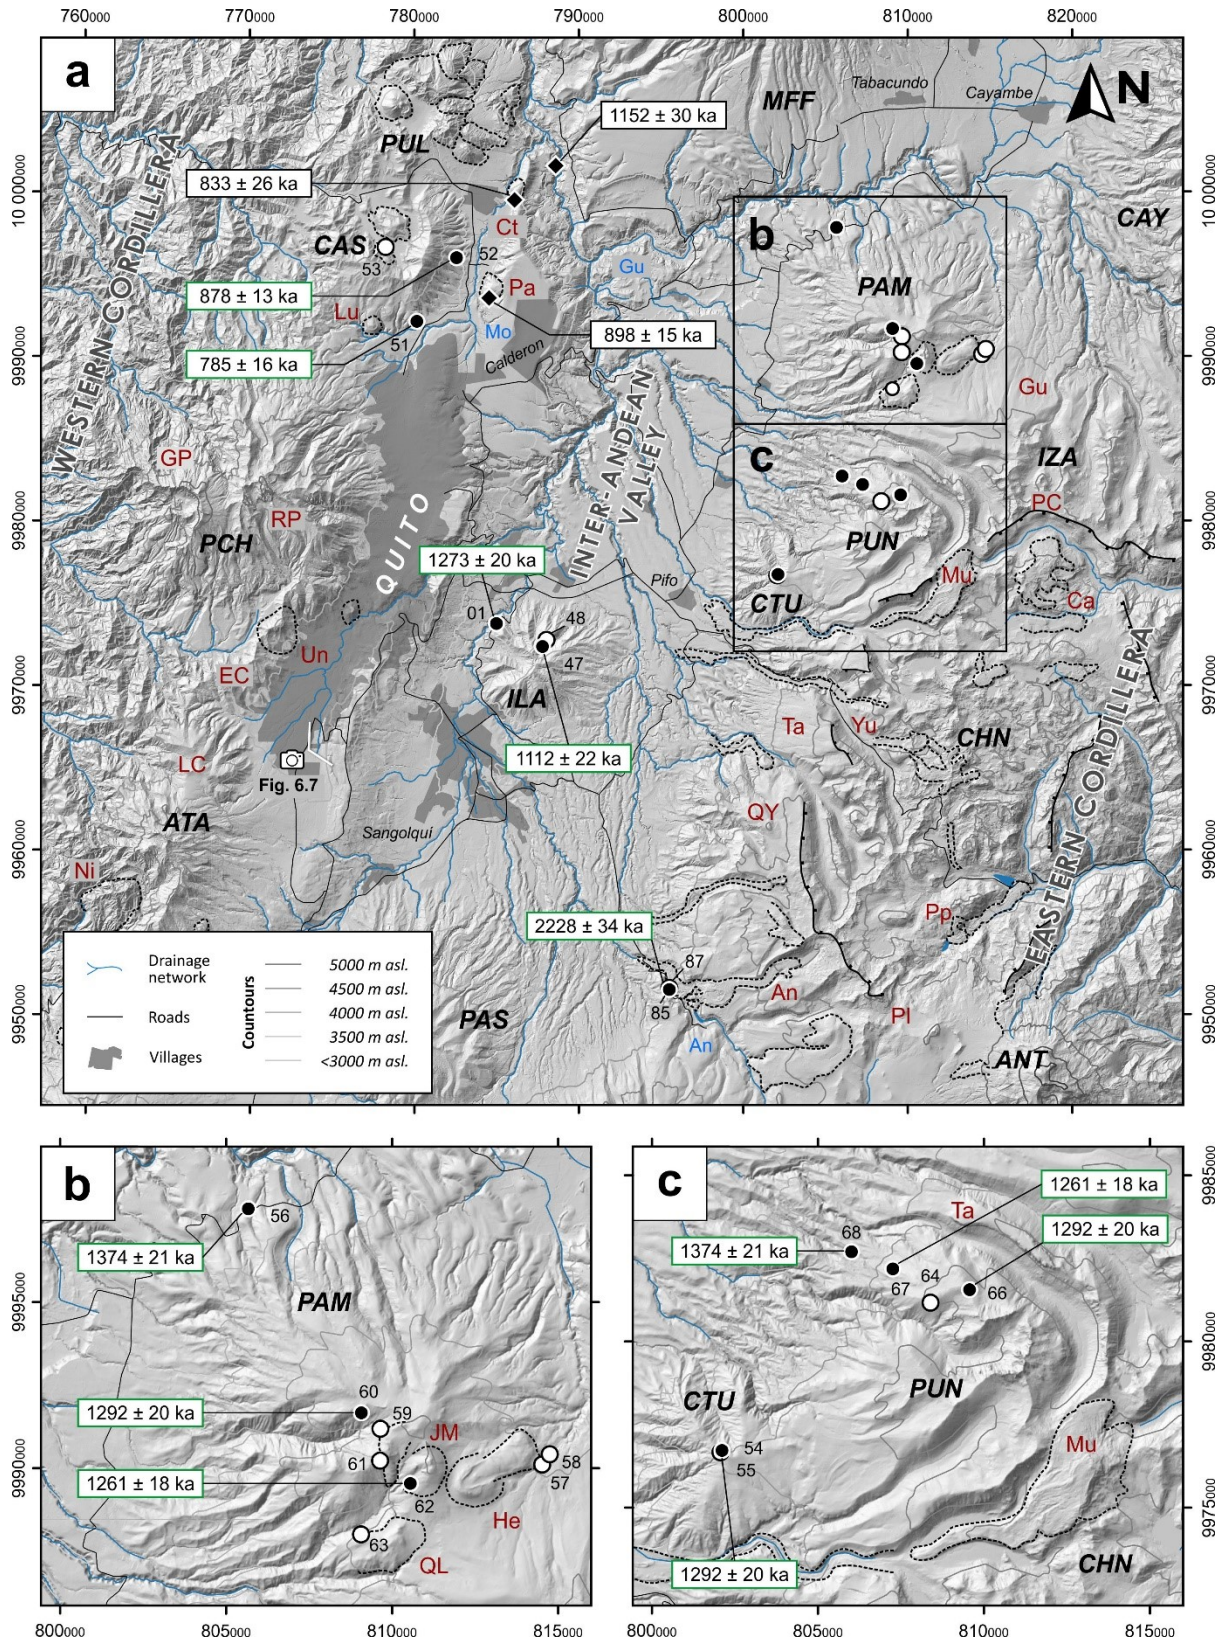 760000 770000 780000 790000 800000 810000 820000
a
N
MFF
Tabacundo
Cayambe
1152 ± 30 ka
PUL
10 000000
833 ± 26 ka
10 000000
WESTERN CORDILLERA
Ct
CAY
CAS
53
52
b
Gu
PAM
878 ± 13 ka
Pa
Lu
51
Mo
898 ± 15 ka
9990000
785 ± 16 ka
Calderon
9990000
Gu
INTER-ANDEAN
VALLEY
GP
c
IZA
PC
QUITO
9980000
RP
PCH
PUN
9980000
1273 ± 20 ka
Pifo
Mu
Ca
CTU
01
48
47
Un
EC
ILA
9970000
9970000
Ta
Yu
CHN
EASTERN CORDILLERA
LC
1112 ± 22 ka
Fig. 6.7
ATA
QY
Sangolquí
9960000
9960000
Ni
Pp
2228 ± 34 ka
87
85
An
An
Pl
PAS
ANT
9950000
9950000
Drainage
network
Roads
Villages
Countours
5000 m asl.
4500 m asl.
4000 m asl.
3500 m asl.
<3000 m asl.
b
56
1374 ± 21 ka
PAM
9995000
60
1292 ± 20 ka
59
JM
61
1261 ± 18 ka
62
58
57
9990000
He
63
QL
800000 805000 810000 815000
c
1261 ± 18 ka
9985000
Ta
68
1374 ± 21 ka
1292 ± 20 ka
67
64
66
9980000
PUN
CTU
54
55
Mu
9975000
CHN
1292 ± 20 ka
800000 805000 810000 815000